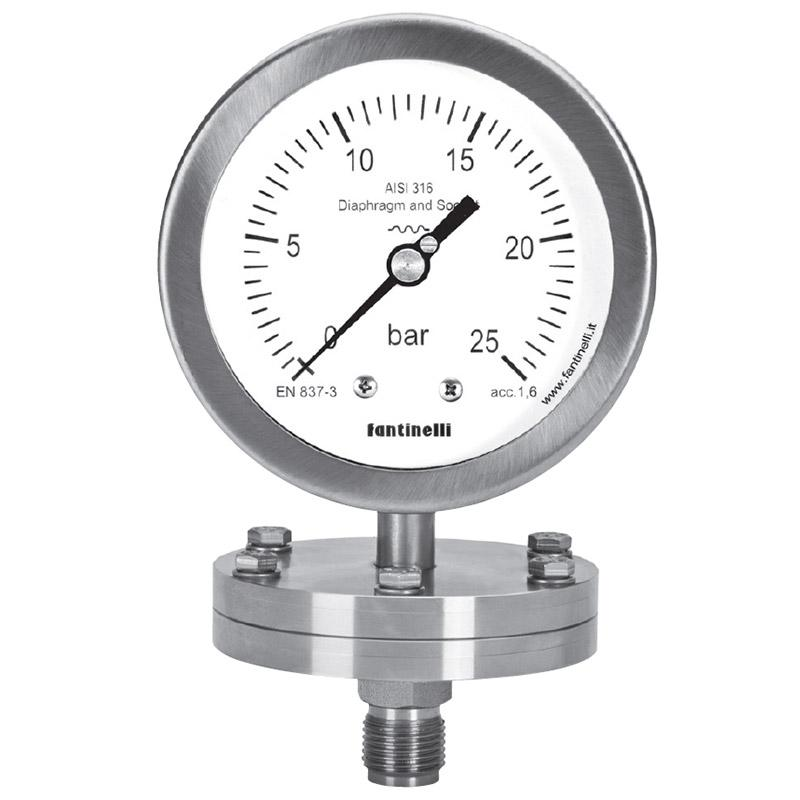 10
15
AISI 316
Diaphragm and Socket
5
20
0
bar
25
EN 837-3
acc.1,6
www.fantinelli.it
fantinelli